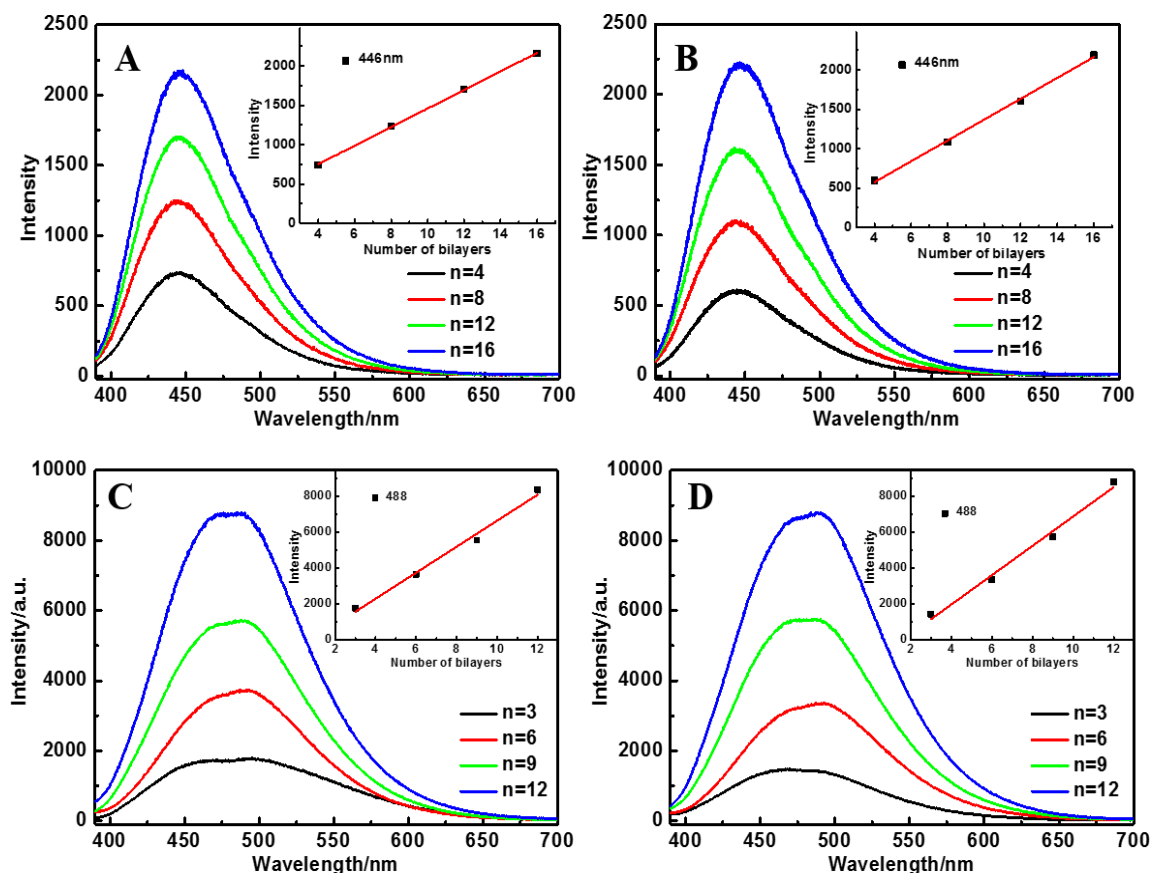 A
2500
2000
1500
1000
500
0
Intensity
400 450 500 550 600 650 700
Wavelength/nm
n=4
n=8
n=12
n=16
446nm
2000
1750
1500
1250
1000
750
500
250
0
Intensity
4 6 8 10 12 14 16
Number of bilayers
B
2500
2000
1500
1000
500
0
Intensity
400 450 500 550 600 650 700
Wavelength/nm
n=4
n=8
n=12
n=16
446nm
2000
1500
1000
500
0
Intensity
4 6 8 10 12 14 16
Number of bilayers
C
10000
8000
6000
4000
2000
0
Intensity/a.u.
400 450 500 550 600 650 700
Wavelength/nm
n=3
n=6
n=9
n=12
488
8000
6000
4000
2000
0
Intensity
2 4 6 8 10 12
Number of bilayers
D
10000
8000
6000
4000
2000
0
Intensity/a.u.
400 450 500 550 600 650 700
Wavelength/nm
n=3
n=6
n=9
n=12
488
8000
6000
4000
2000
0
Intensity
2 4 6 8 10 12
Number of bilayers